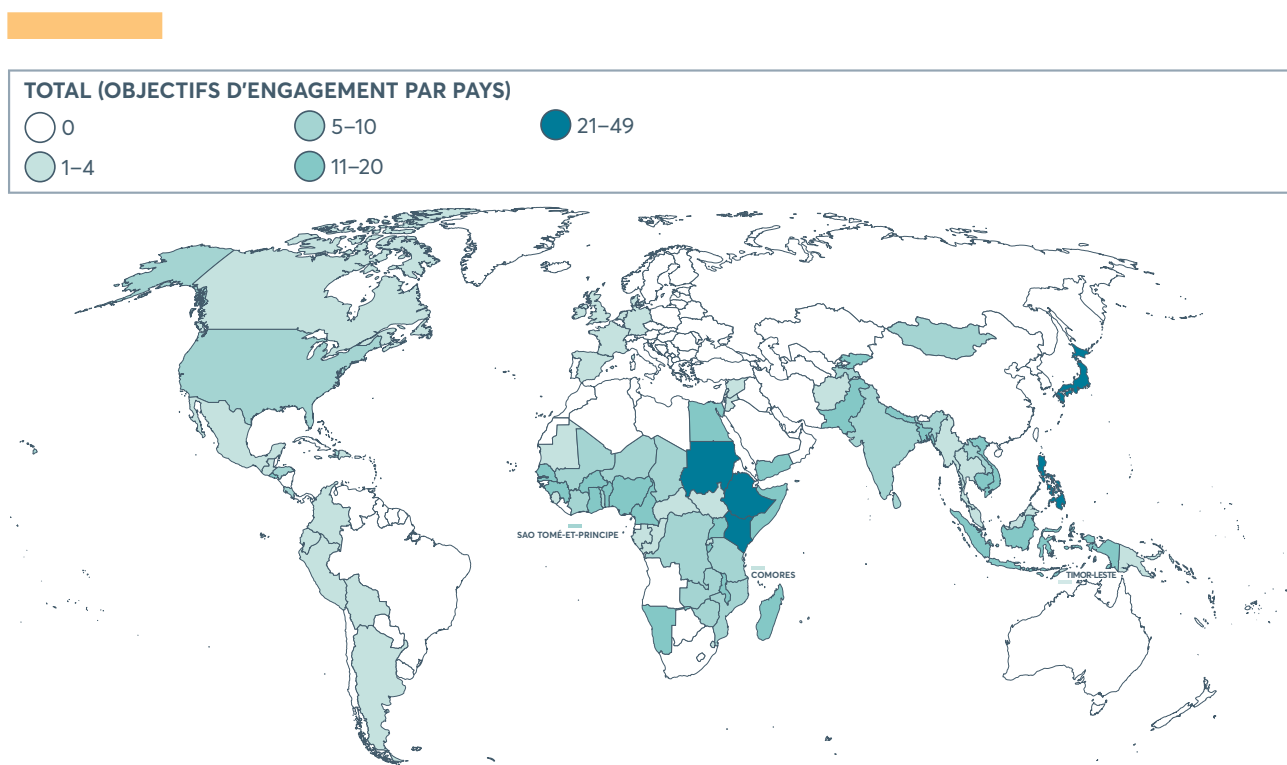 TOTAL (OBJECTIFS D'ENGAGEMENT PAR PAYS)
0
5–10
21–49
1–4
11–20
SAO TOMÉ-ET-PRINCIPE
COMORES
TIMOR-LESTE